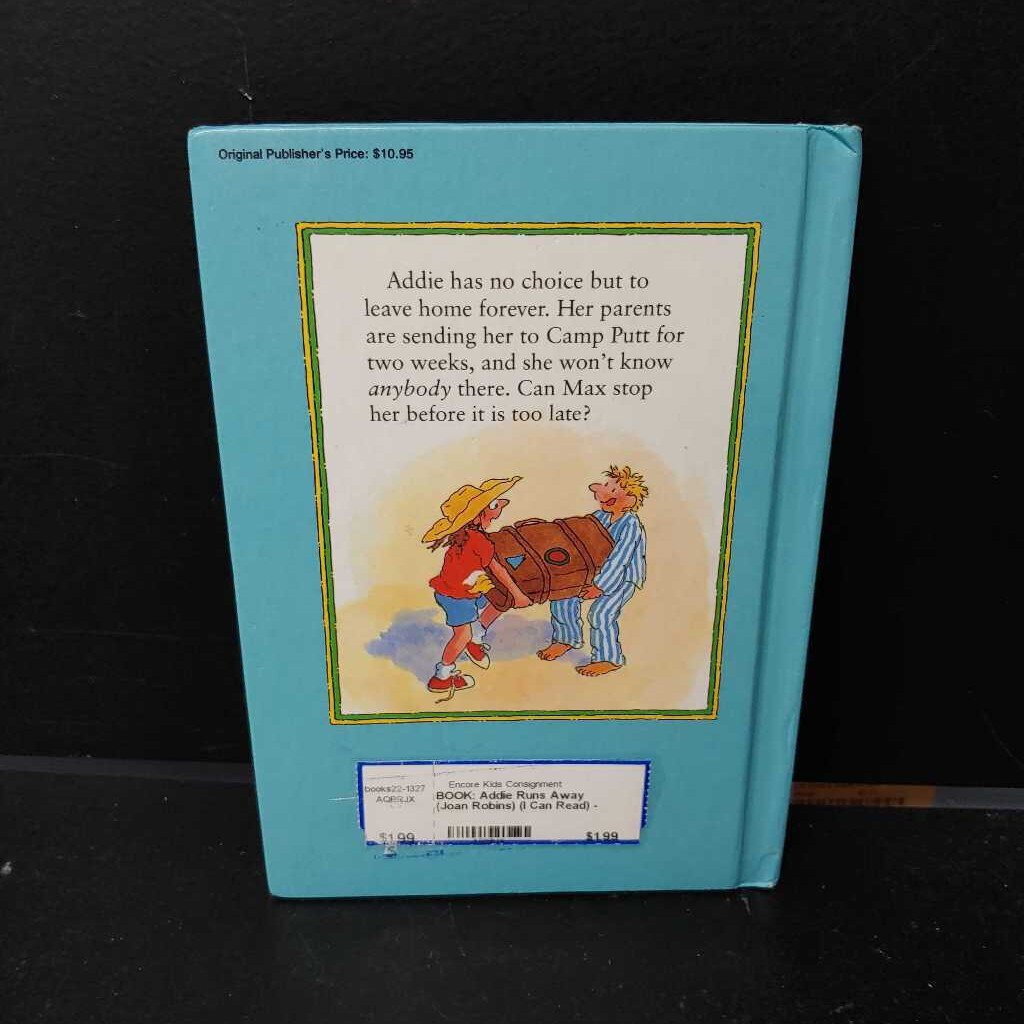 Original Publisher's Price: $10.95
Addie has no choice but to
leave home forever. Her parents
are sending her to Camp Putt for
two weeks, and she won't know
anybody there. Can Max stop
her before it is too late?
books22-1327
Encore Kids Consignment
BOOK: Addie Runs Away
(Joan Robins) (I Can Read) -
$1.99
$1.99